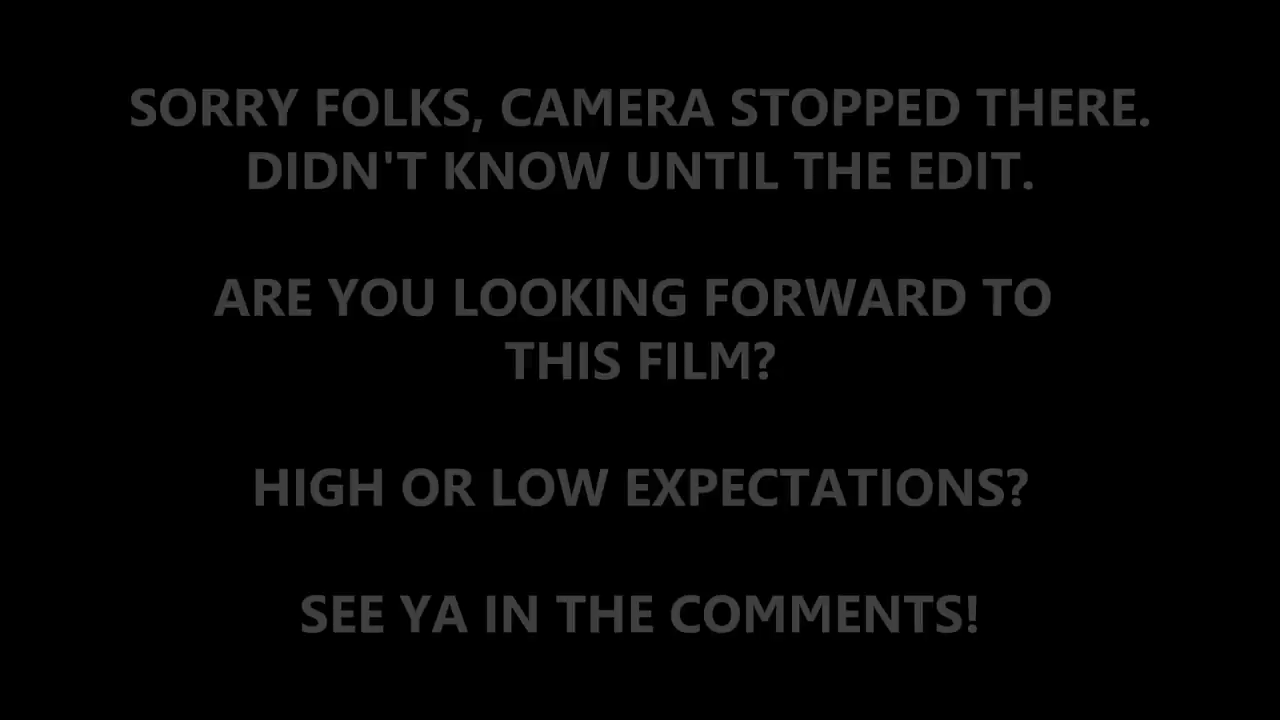 SORRY FOLKS, CAMERA STOPPED THERE.
DIDN'T KNOW UNTIL THE EDIT.
ARE YOU LOOKING FORWARD TO
THIS FILM?
HIGH OR LOW EXPECTATIONS?
SEE YA IN THE COMMENTS!